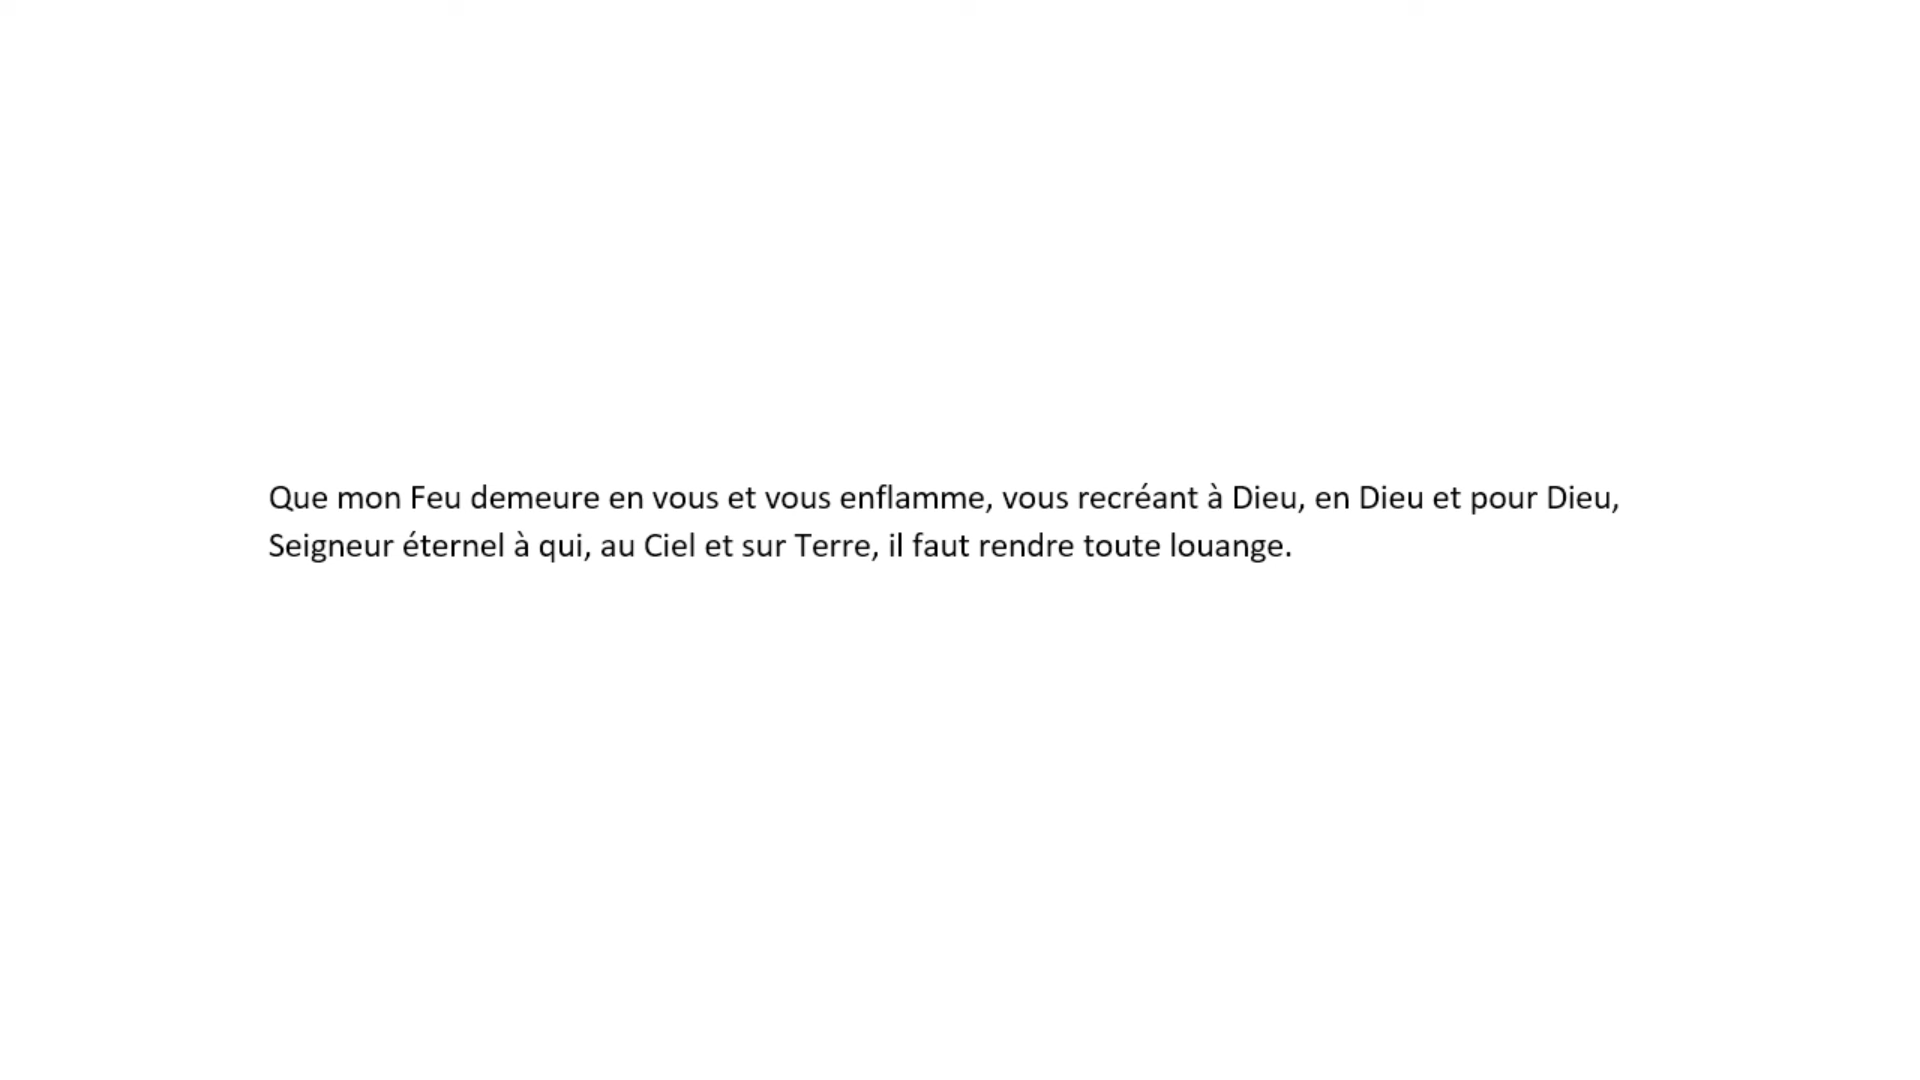 Que mon Feu demeure en vous et vous enflamme, vous recréant à Dieu, en Dieu et pour Dieu,
Seigneur éternel à qui, au Ciel et sur Terre, il faut rendre toute louange.